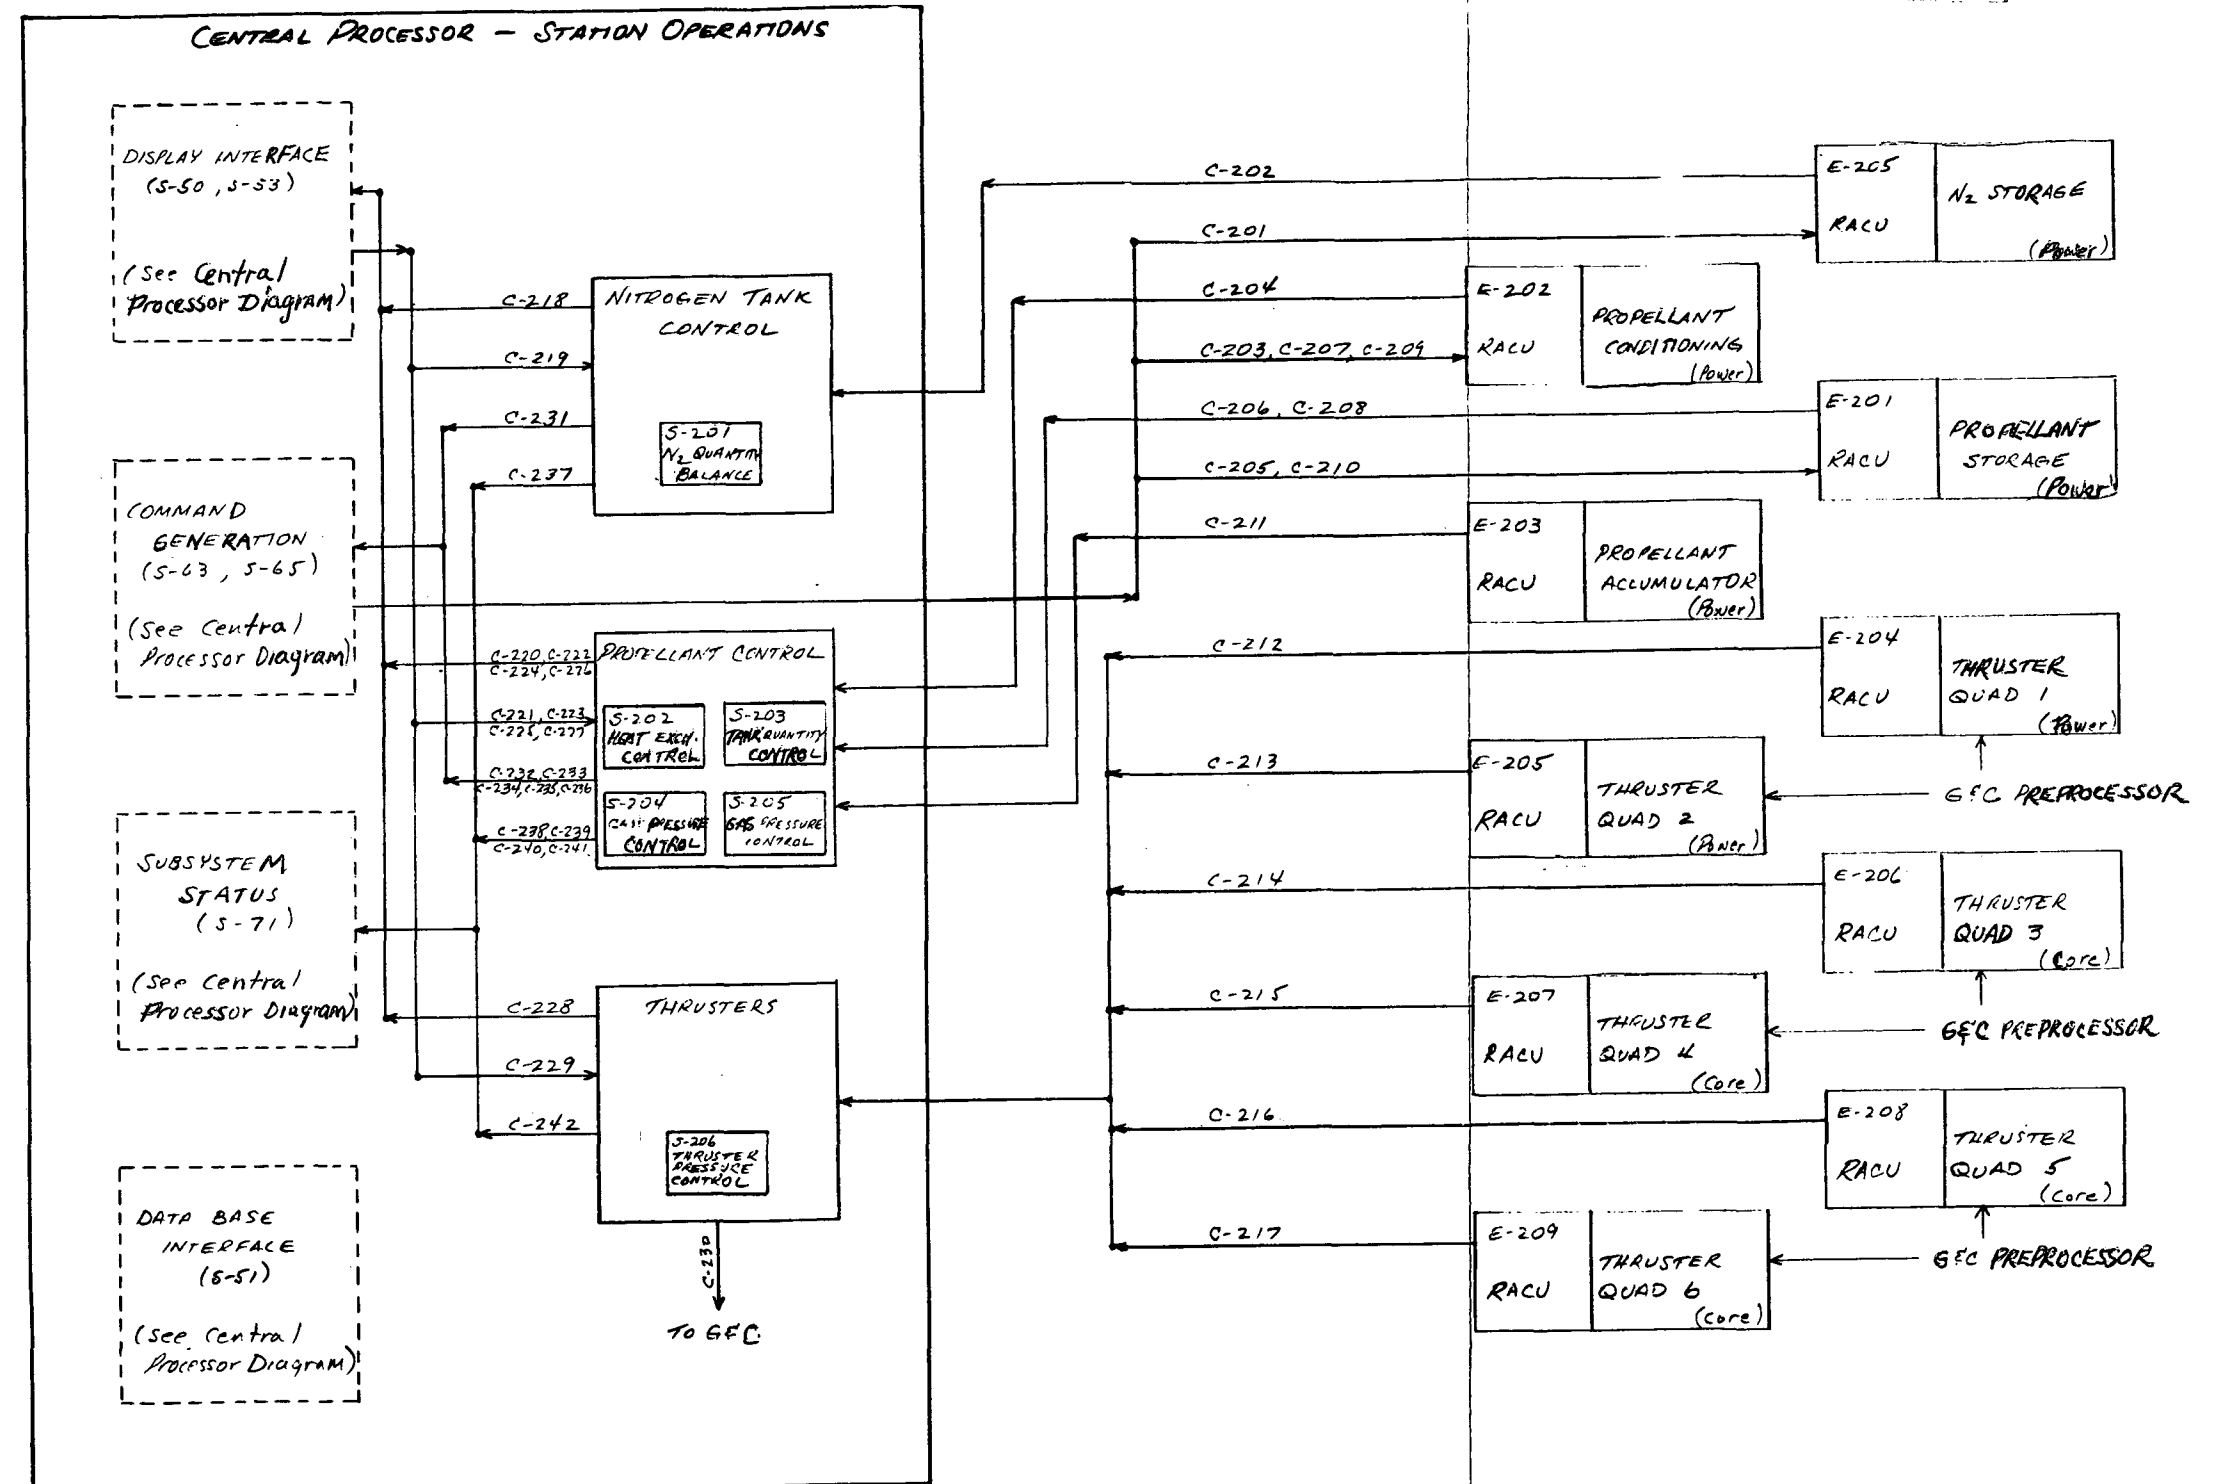 CENTRAL PROCESSOR – STATION OPERATIONS
DISPLAY INTERFACE
(S-50, S-53)
(See Central
Processor Diagram)
COMMAND
GENERATION
(S-63, S-65)
(See Central
Processor Diagram)
SUBSYSTEM
STATUS
(S-71)
(See Central
Processor Diagram)
DATA BASE
INTERFACE
(S-51)
(See Central
Processor Diagram)
C-218
C-219
C-231
C-237
NITROGEN TANK
CONTROL
S-201
N2 QUANTITY
BALANCE
C-220, C-222
C-224, C-226
C-221, C-223
C-225, C-227
C-232, C-233
C-234, C-235, C-236
C-238, C-239
C-240, C-241
PROPELLANT CONTROL
S-202
HEAT EXCH.
CONTROL
S-203
TANK QUANTITY
CONTROL
S-204
PRESSURE
CONTROL
S-205
GAS PRESSURE
CONTROL
C-228
C-229
C-242
THRUSTERS
S-206
THRUSTER
PRESSURE
CONTROL
C-230
TO G&C
C-202
C-201
C-204
C-203, C-207, C-209
C-206, C-208
C-205, C-210
C-211
C-212
C-213
C-214
C-215
C-216
C-217
E-205
RACU
N2 STORAGE
(Power)
E-202
RACU
PROPELLANT
CONDITIONING
(Power)
E-201
RACU
PROPELLANT
STORAGE
(Power)
E-203
RACU
PROPELLANT
ACCUMULATOR
(Power)
E-204
RACU
THRUSTER
QUAD 1
(Power)
E-205
RACU
THRUSTER
QUAD 2
(Power)
G&C PREPROCESSOR
E-206
RACU
THRUSTER
QUAD 3
(Core)
E-207
RACU
THRUSTER
QUAD 4
(Core)
G&C PREPROCESSOR
E-208
RACU
THRUSTER
QUAD 5
(Core)
E-209
RACU
THRUSTER
QUAD 6
(Core)
G&C PREPROCESSOR